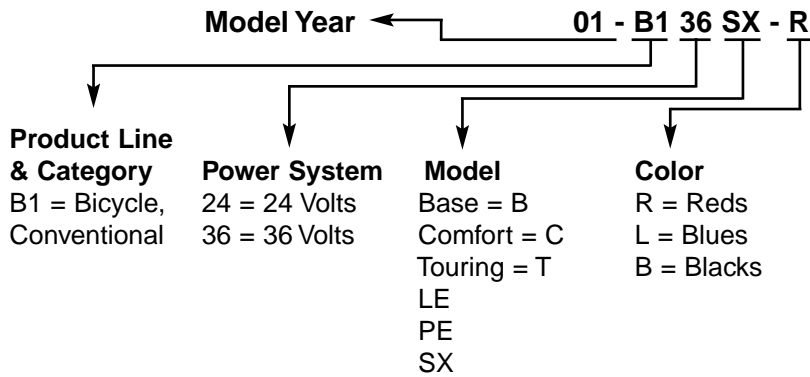 Model Year 01 - B1 36 SX - R
Product Line
& Category
B1 = Bicycle,
Conventional
Power System
24 = 24 Volts
36 = 36 Volts
Model
Base = B
Comfort = C
Touring = T
LE
PE
SX
Color
R = Reds
L = Blues
B = Blacks